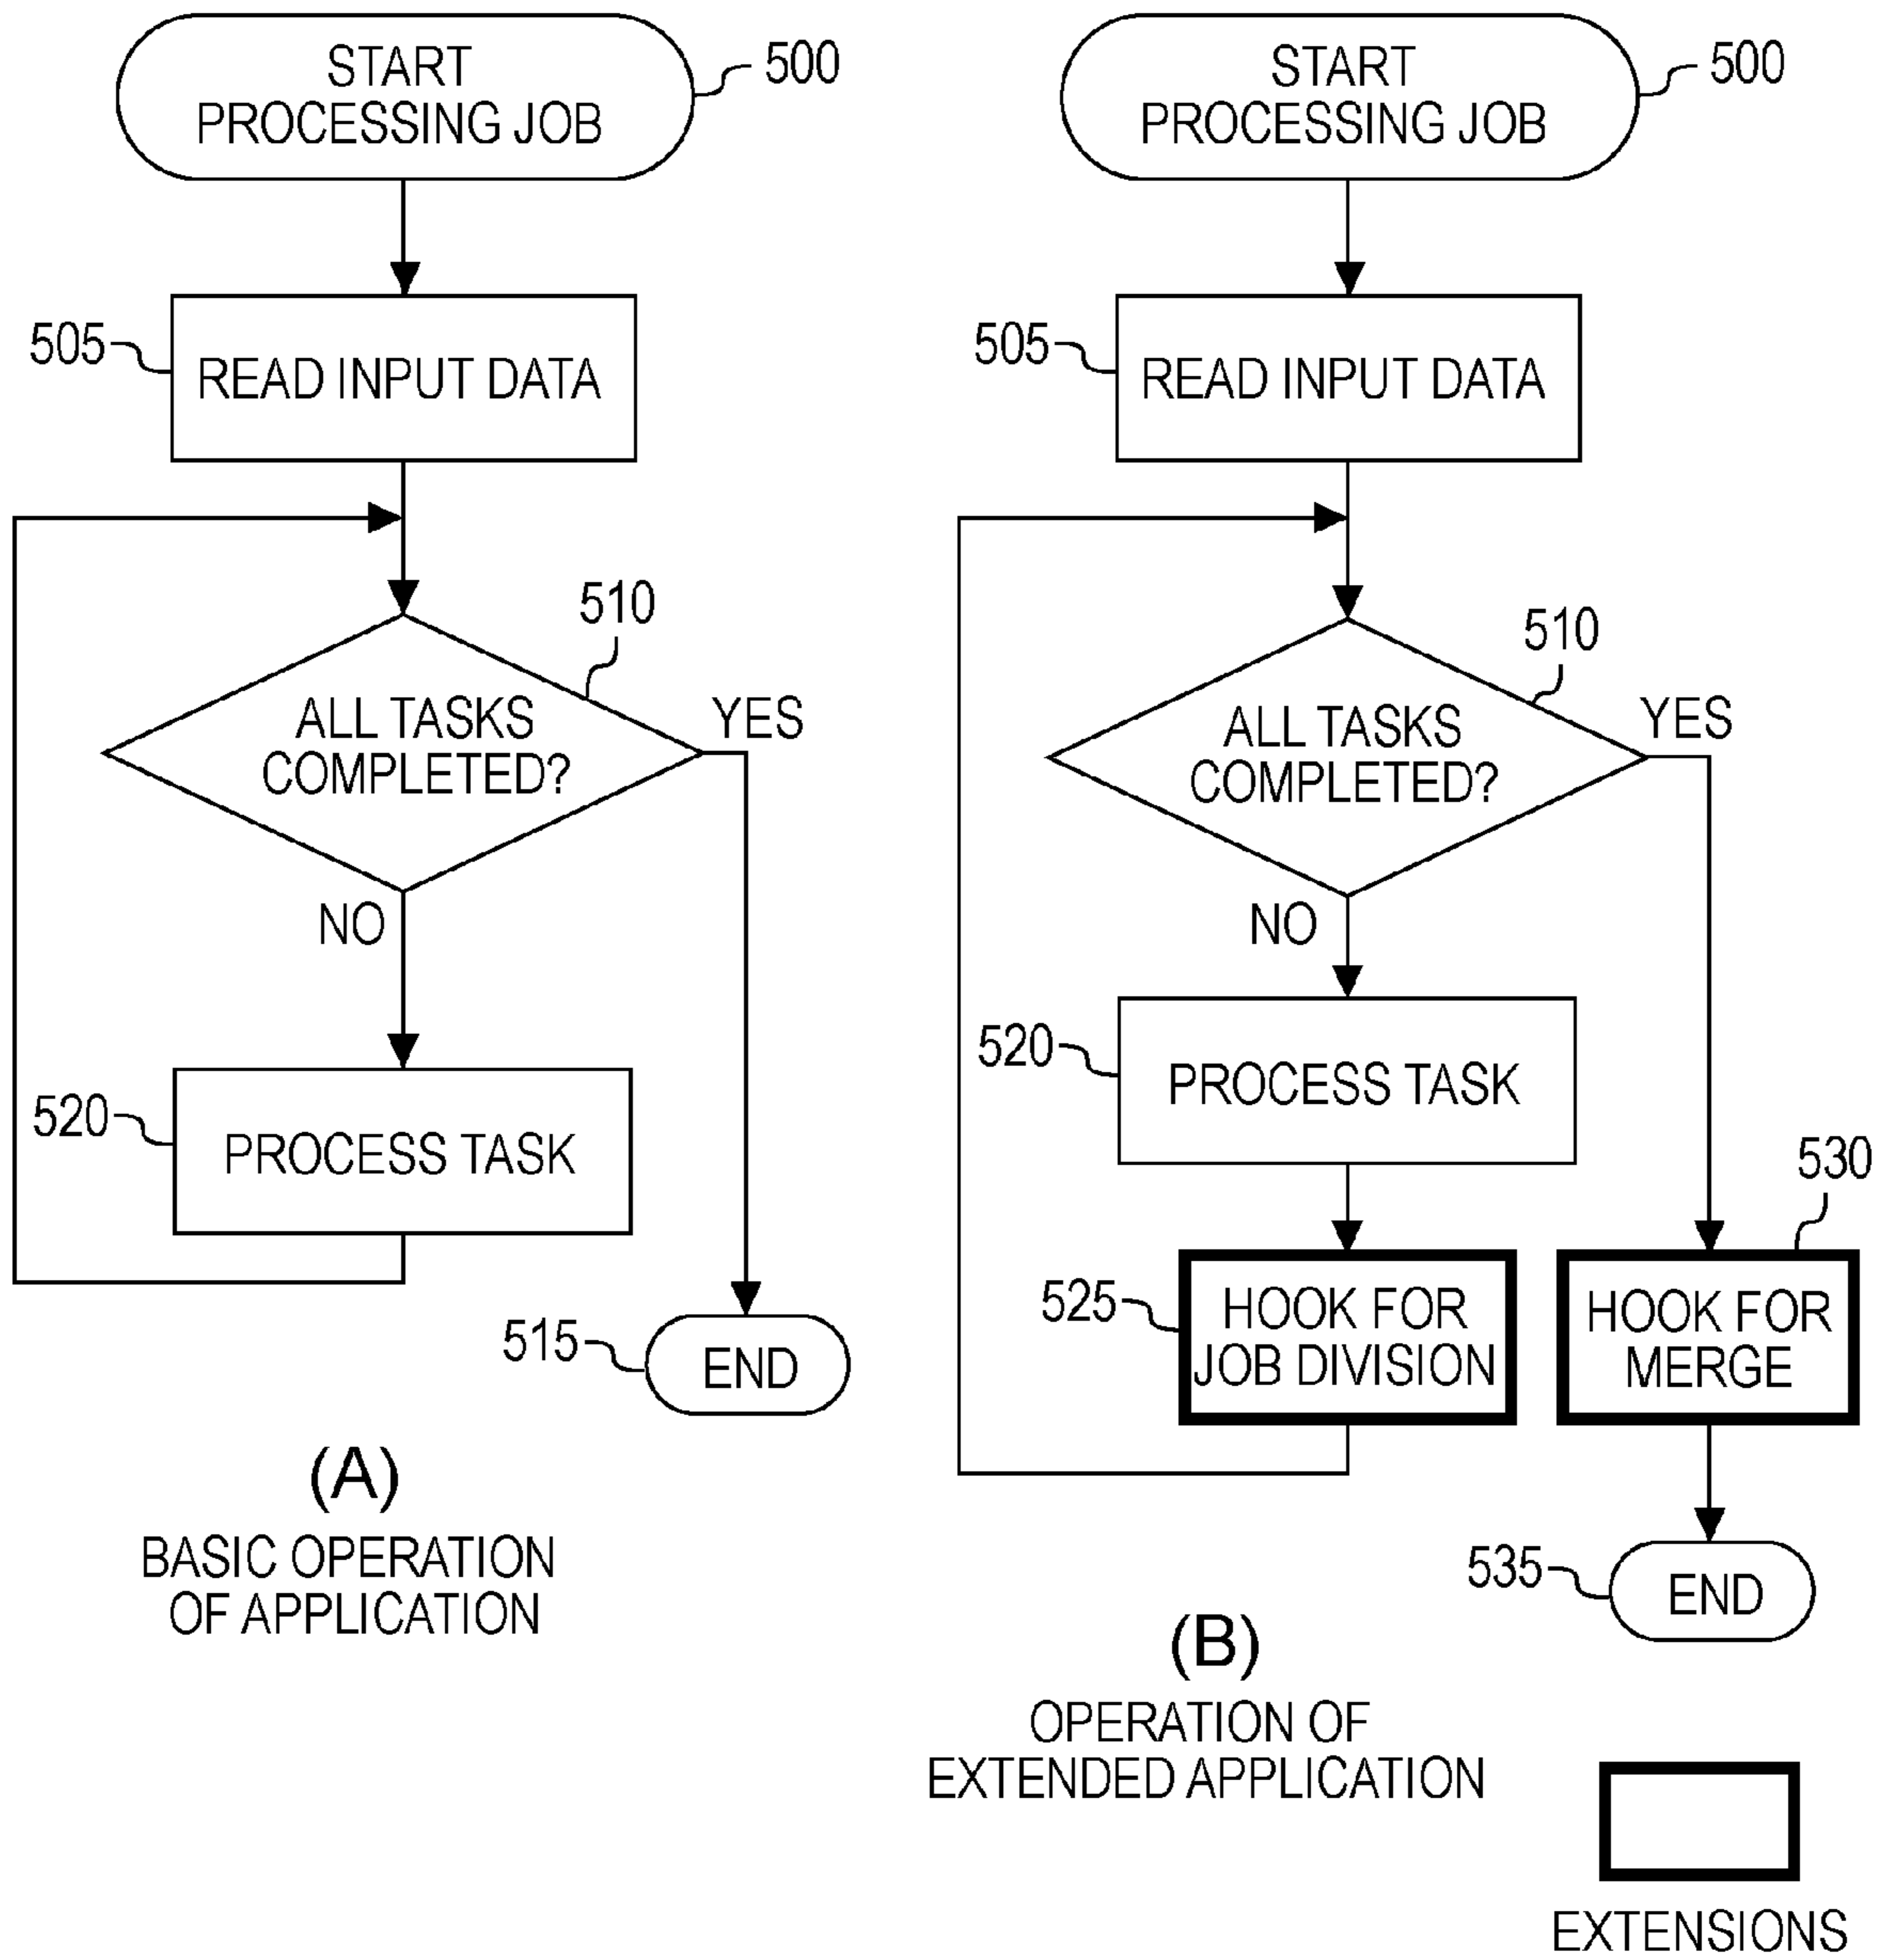 START
PROCESSING JOB
500
505
READ INPUT DATA
510
ALL TASKS
COMPLETED?
YES
NO
520
PROCESS TASK
515
END
(A)
BASIC OPERATION
OF APPLICATION
START
PROCESSING JOB
500
505
READ INPUT DATA
510
ALL TASKS
COMPLETED?
YES
NO
520
PROCESS TASK
530
525
HOOK FOR
JOB DIVISION
HOOK FOR
MERGE
535
END
(B)
OPERATION OF
EXTENDED APPLICATION
EXTENSIONS